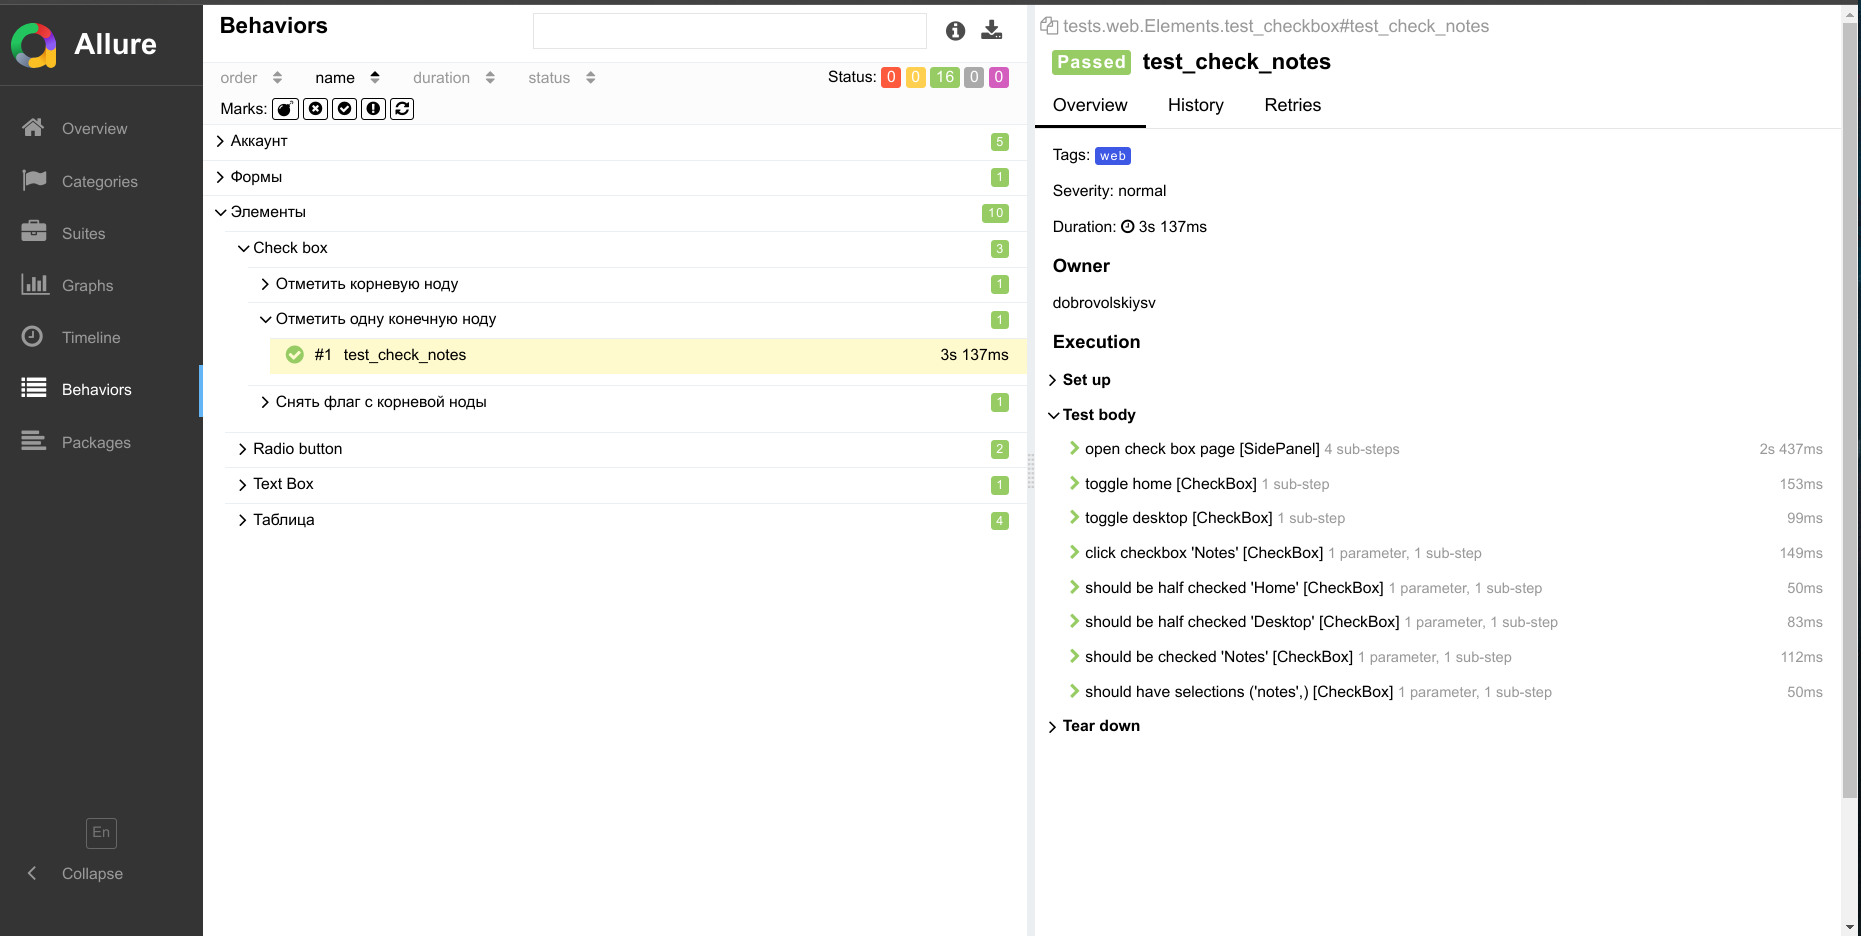 Allure
Overview
Categories
Suites
Graphs
Timeline
Behaviors
Packages
En
Collapse
Behaviors
order name duration status
Status: 0 0 16 0 0
Marks:
Аккаунт 5
Формы 1
Элементы 10
Check box 3
Отметить корневую ноду 1
Отметить одну конечную ноду 1
#1 test_check_notes 3s 137ms
Снять флаг с корневой ноды 1
Radio button 2
Text Box 1
Таблица 4
tests.web.Elements.test_checkbox#test_check_notes
Passed test_check_notes
Overview History Retries
Tags: web
Severity: normal
Duration: 3s 137ms
Owner
dobrovolskiysv
Execution
Set up
Test body
open check box page [SidePanel] 4 sub-steps 2s 437ms
toggle home [CheckBox] 1 sub-step 153ms
toggle desktop [CheckBox] 1 sub-step 99ms
click checkbox 'Notes' [CheckBox] 1 parameter, 1 sub-step 149ms
should be half checked 'Home' [CheckBox] 1 parameter, 1 sub-step 50ms
should be half checked 'Desktop' [CheckBox] 1 parameter, 1 sub-step 83ms
should be checked 'Notes' [CheckBox] 1 parameter, 1 sub-step 112ms
should have selections ('notes',) [CheckBox] 1 parameter, 1 sub-step 50ms
Tear down